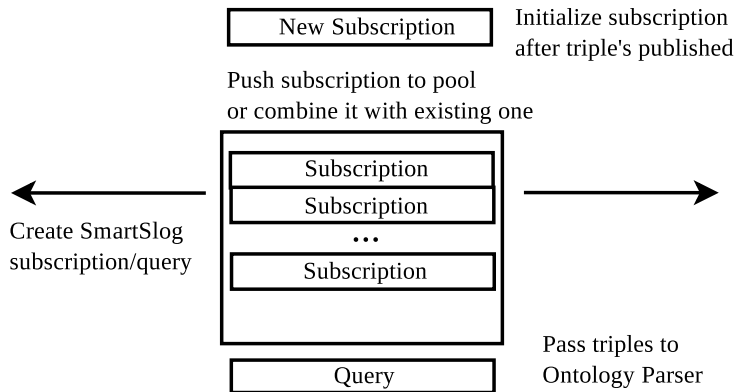 New Subscription
Initialize subscription
after triple's published
Push subscription to pool
or combine it with existing one
Subscription
Subscription
...
Subscription
Create SmartSlog
subscription/query
Pass triples to
Ontology Parser
Query